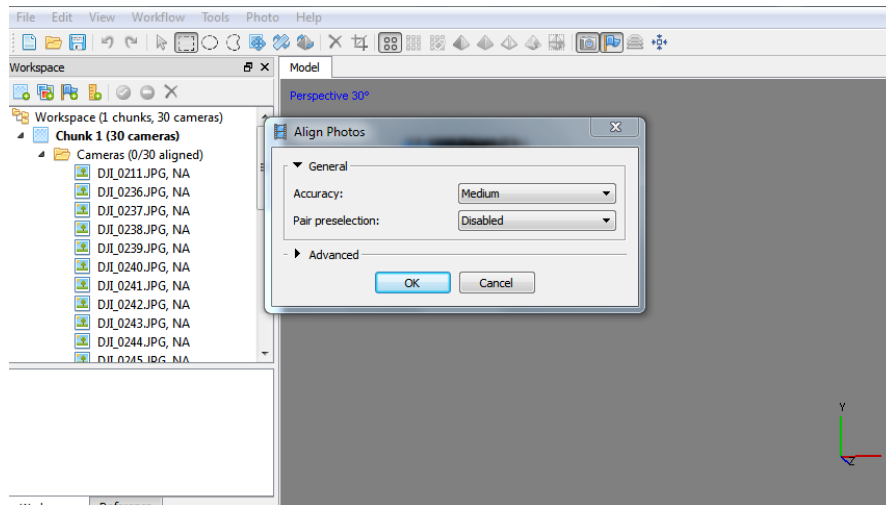 File Edit View Workflow Tools Photo Help
Workspace
Model
Perspective 30°
Workspace (1 chunks, 30 cameras)
Chunk 1 (30 cameras)
Cameras (0/30 aligned)
DJI_0211.JPG, NA
DJI_0236.JPG, NA
DJI_0237.JPG, NA
DJI_0238.JPG, NA
DJI_0239.JPG, NA
DJI_0240.JPG, NA
DJI_0241.JPG, NA
DJI_0242.JPG, NA
DJI_0243.JPG, NA
DJI_0244.JPG, NA
DJI_0245.JPG, NA
Align Photos
General
Accuracy: Medium
Pair preselection: Disabled
Advanced
OK Cancel
Y
Z